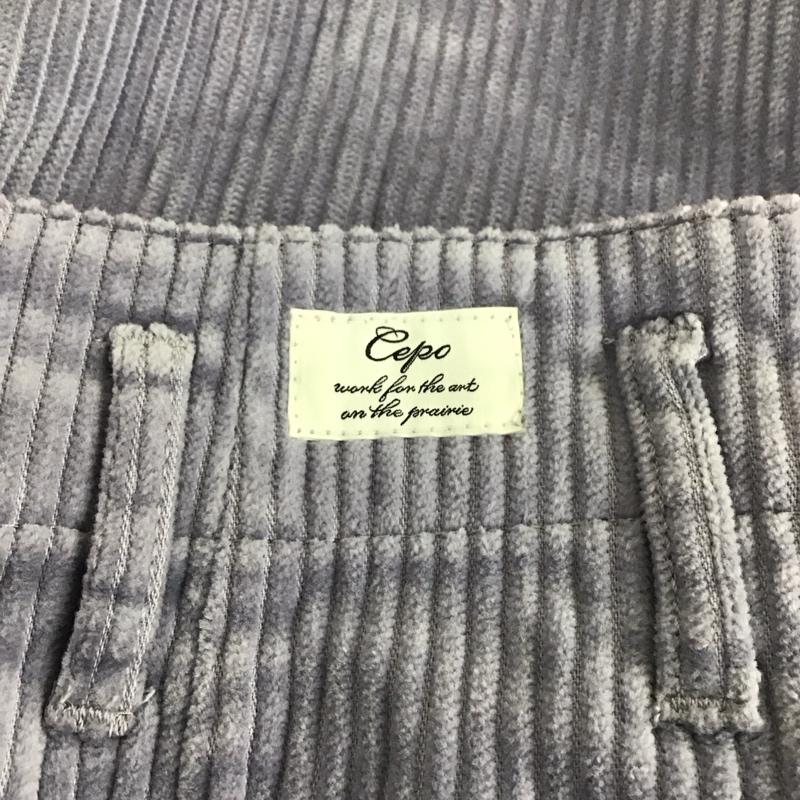 Cepo
work for the art
on the prairie